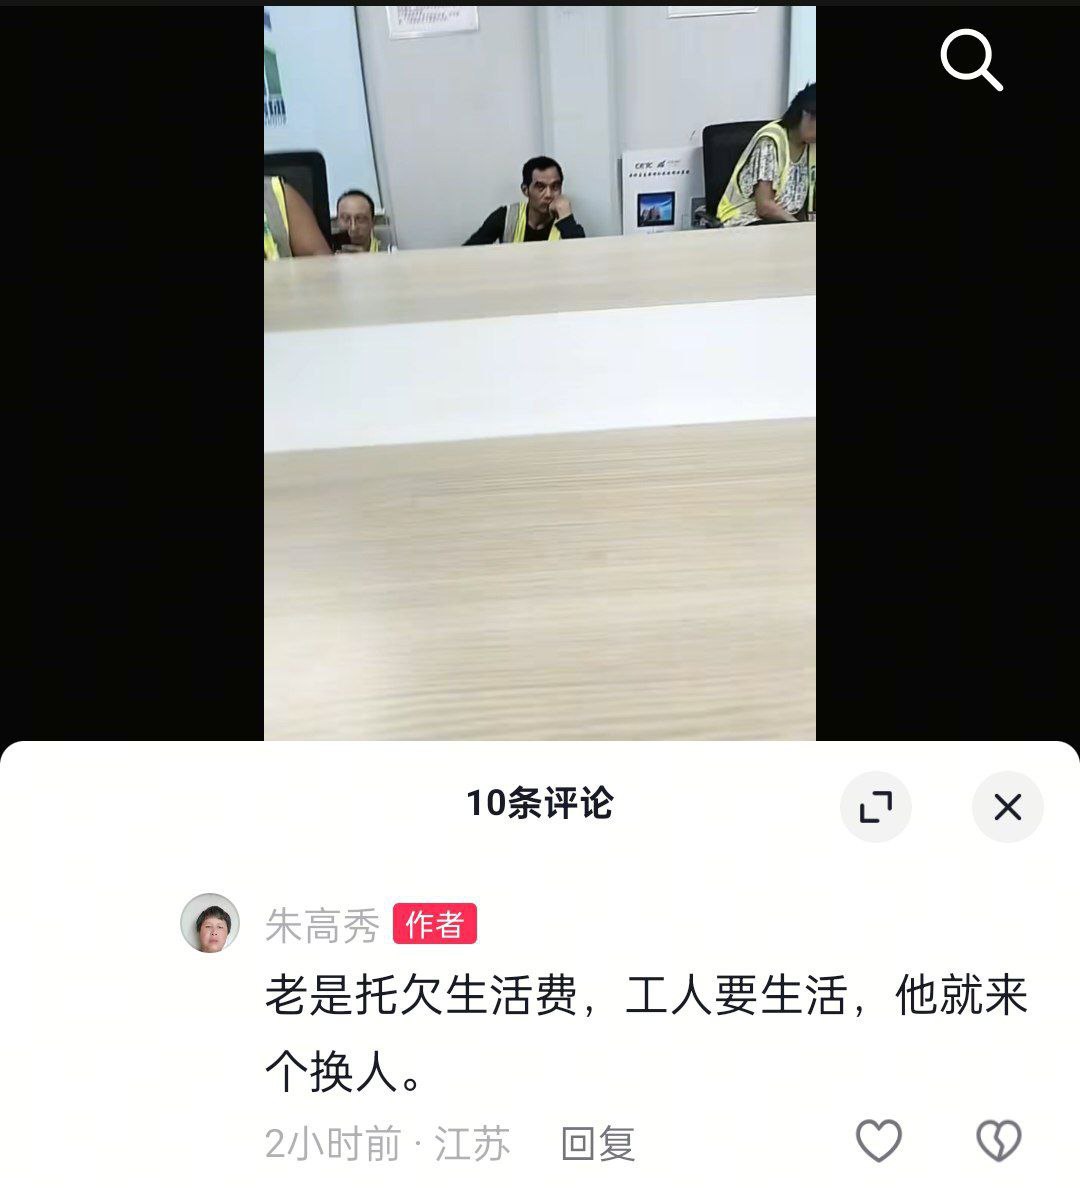 10条评论
朱高秀 作者
老是托欠生活费，工人要生活，他就来
个换人。
2小时前 · 江苏 回复